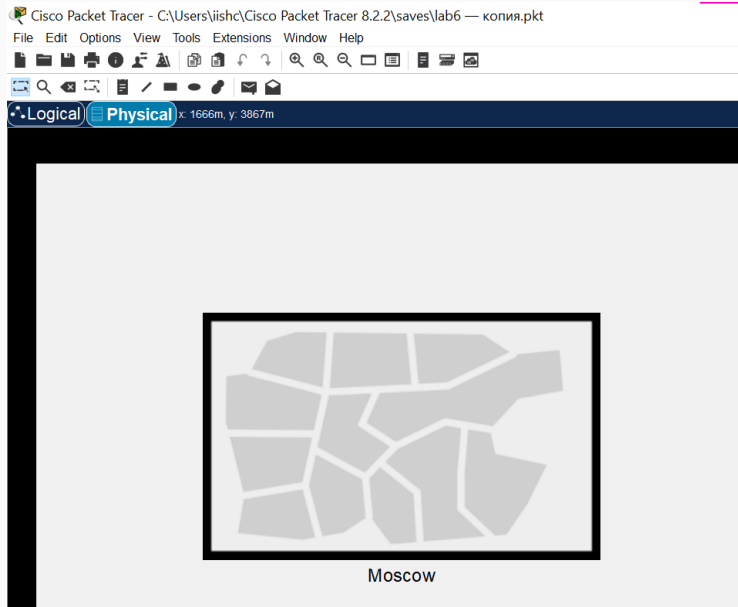 Cisco Packet Tracer - C:\Users\iishc\Cisco Packet Tracer 8.2.2\saves\lab6 — копия.pkt
File Edit Options View Tools Extensions Window Help
Logical Physical x: 1666m, y: 3867m
Moscow